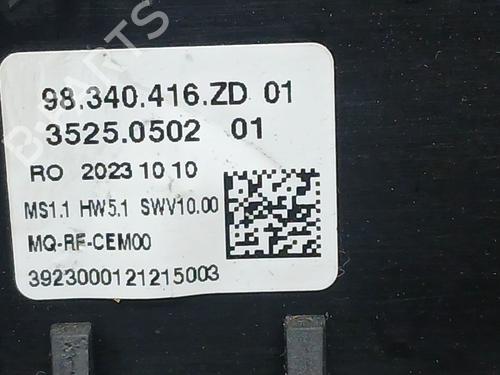 98.340.416.ZD 01
3525.0502 01
RO 2023 10 10
MS1.1 HW5.1 SWV10.00
MQ-RF-CEM00
3923000121215003
B-PARTS